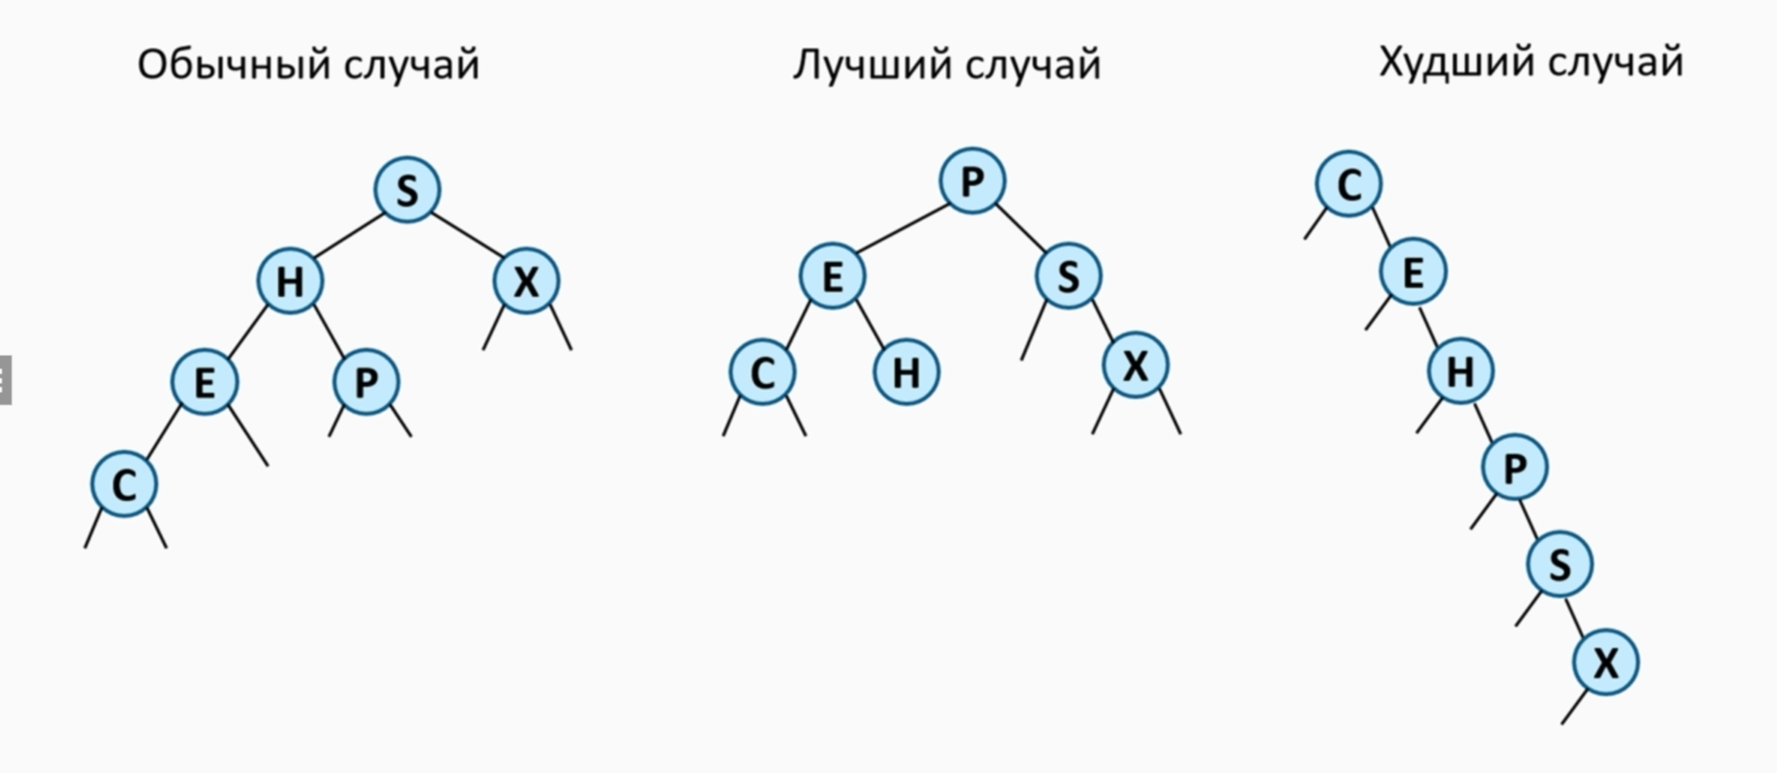 Обычный случай
S
H X
E P
C
Лучший случай
P
E S
C H X
Худший случай
C
E
H
P
S
X